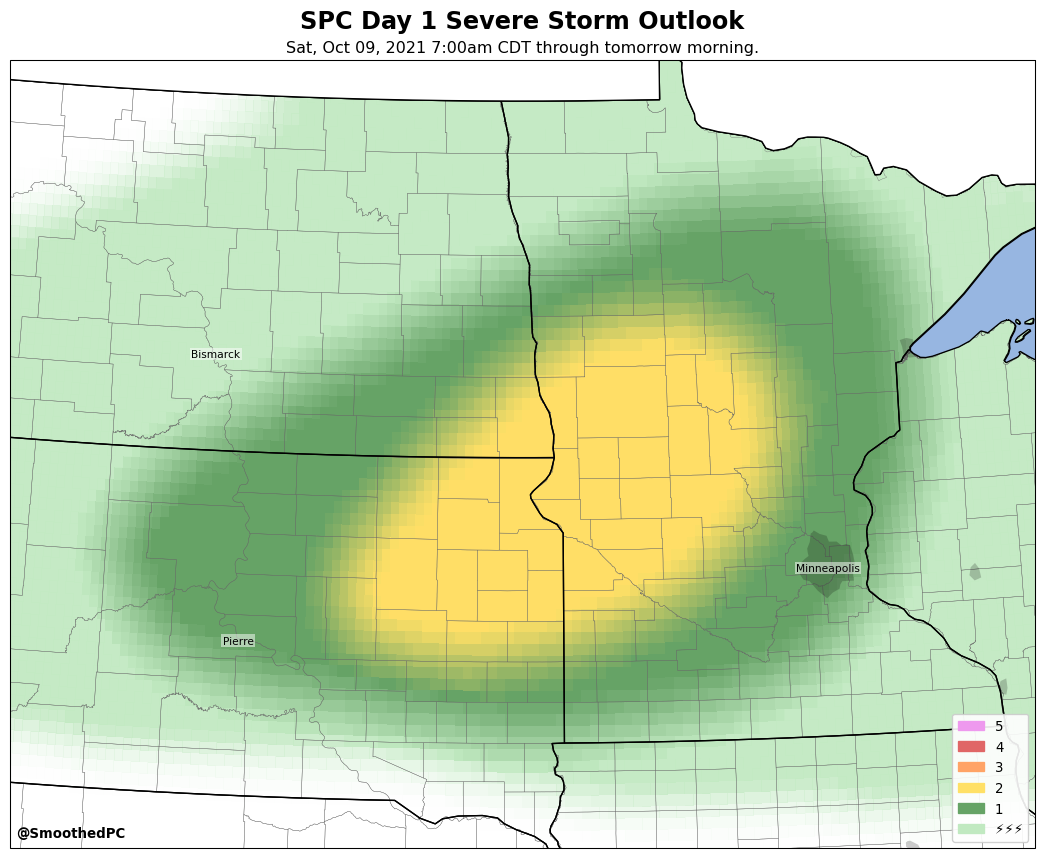 SPC Day 1 Severe Storm Outlook
Sat, Oct 09, 2021 7:00am CDT through tomorrow morning.
Bismarck
Minneapolis
Pierre
5
4
3
2
1
⚡⚡⚡
@SmoothedPC